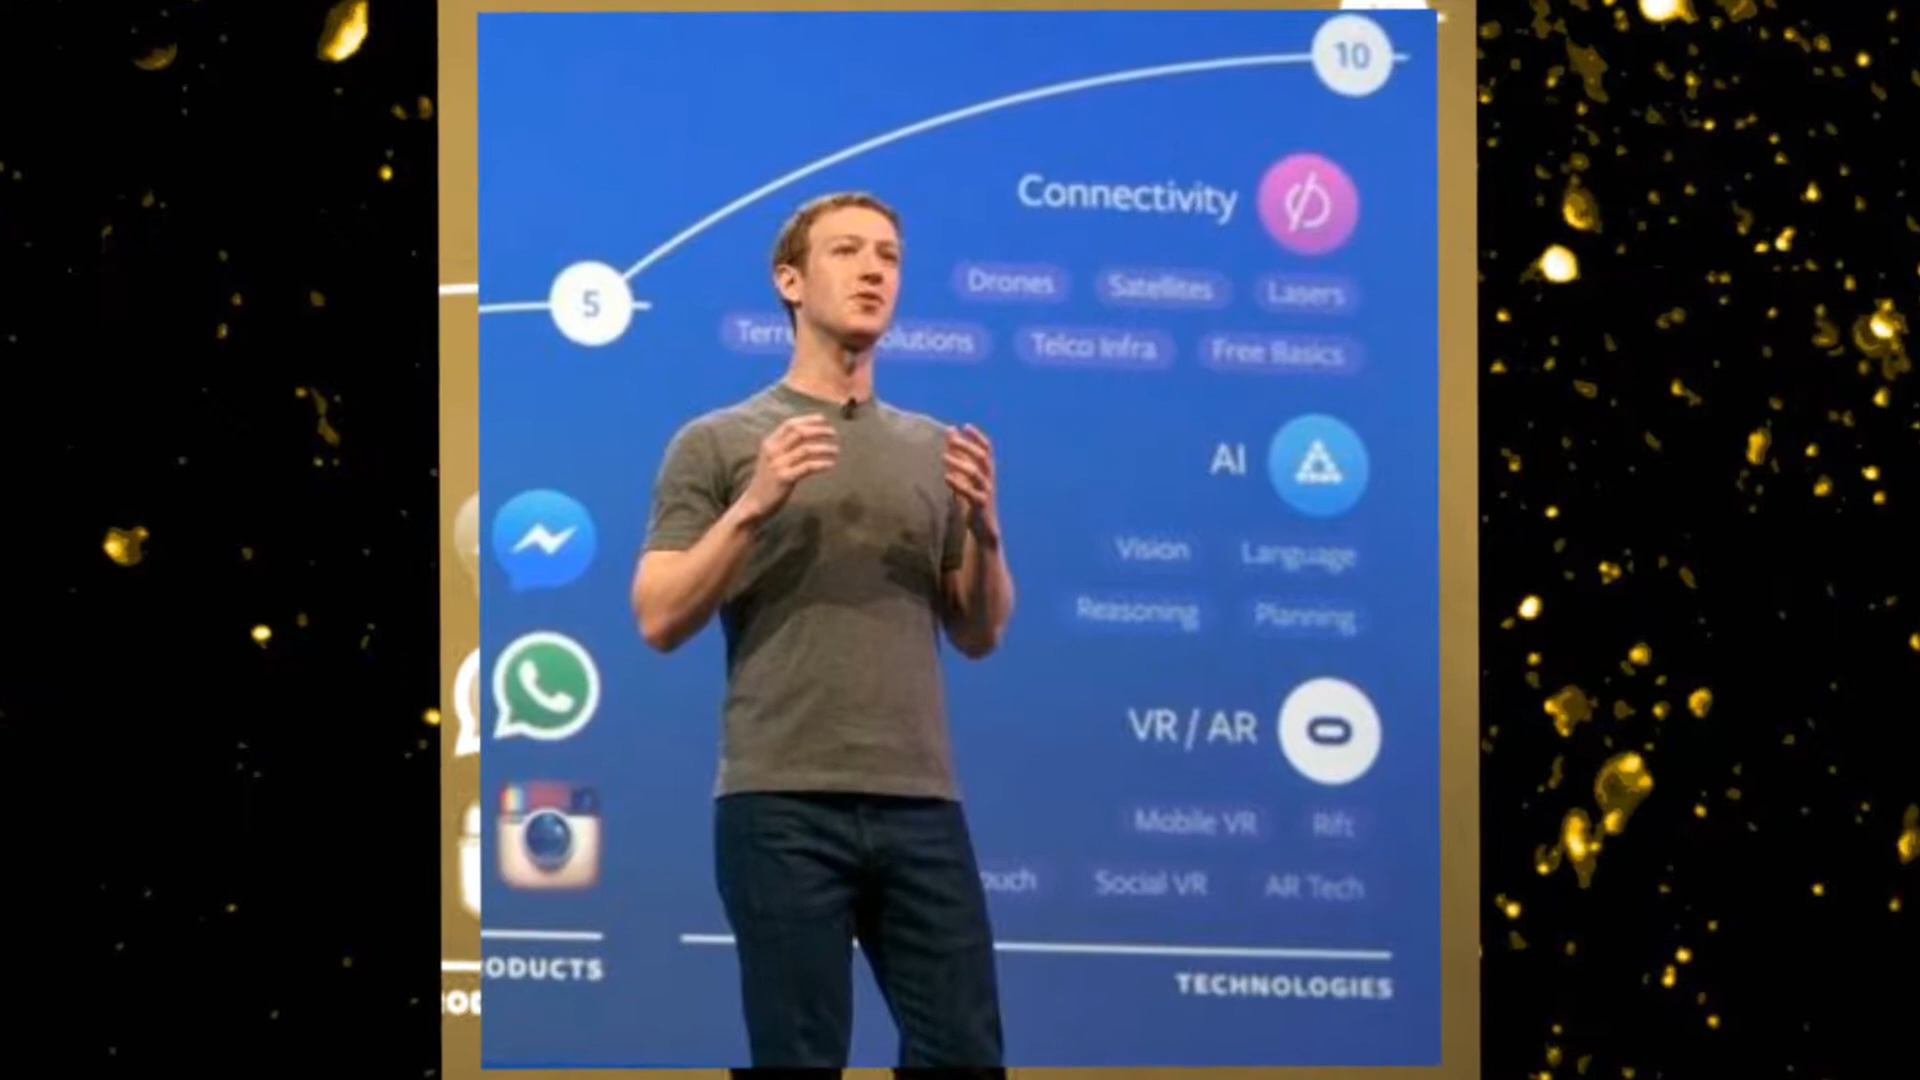 10
Connectivity
5
Drones Satellites Lasers
Telco Infra Free Basics
AI
Vision Language
Reasoning Planning
VR / AR
Mobile VR Rift
Social VR AR Tech
ODUCTS
TECHNOLOGIES